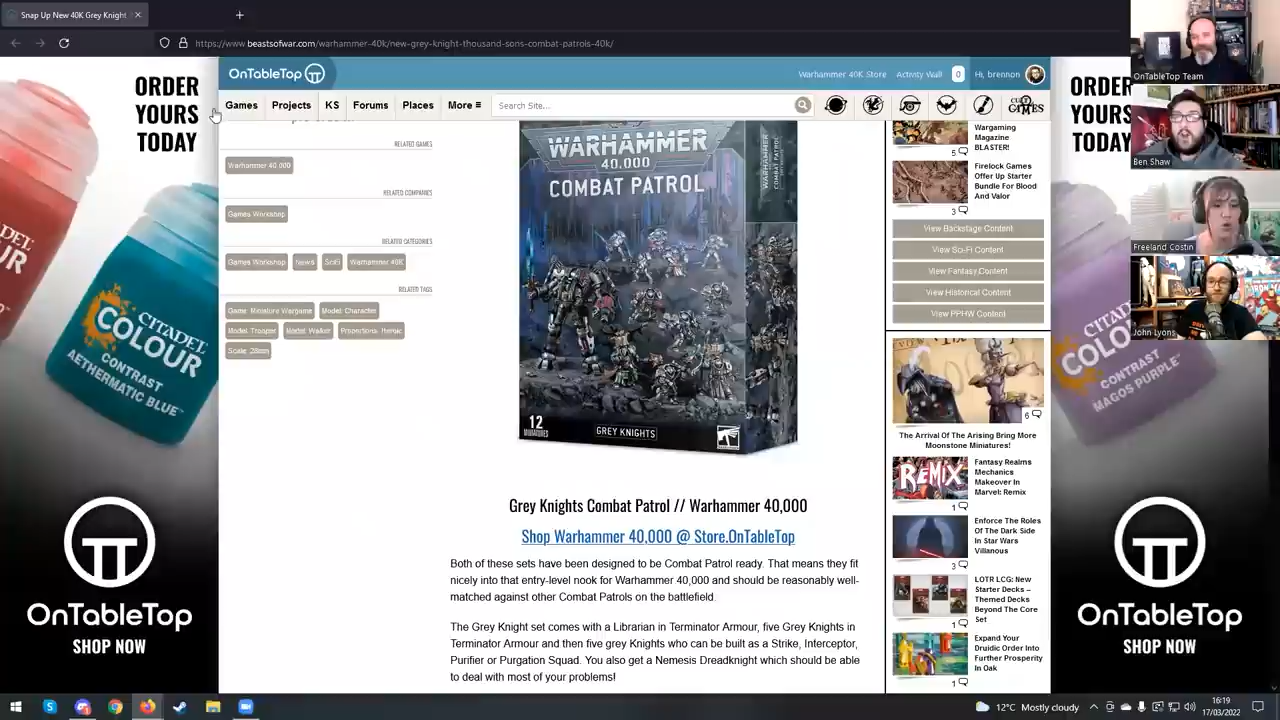 Snap Up New 40K Grey Knight
https://www.beastsofwar.com/warhammer-40k/new-grey-knight-thousand-sons-combat-patrols-40k/
ORDER
YOURS
TODAY
OnTableTop
Warhammer 40K Store
Activity Wall
0
Hi, brennon
Games
Projects
KS
Forums
Places
More
Search Site...
CULT OF GAMES
RELATED GAMES
Warhammer 40,000
RELATED COMPANIES
Games Workshop
RELATED CATEGORIES
Games Workshop
News
SciFi
Warhammer 40K
RELATED TAGS
Game: Miniature Wargame
Model: Character
Model: Trooper
Model: Walker
Proportions: Heroic
Scale: 28mm
WARHAMMER
40,000
COMBAT PATROL
WARHAMMER
COMBAT PATROL
12
MINIATURES
GREY KNIGHTS
WARHAMMER
Grey Knights Combat Patrol // Warhammer 40,000
Shop Warhammer 40,000 @ Store.OnTableTop
Both of these sets have been designed to be Combat Patrol ready. That means they fit
nicely into that entry-level nook for Warhammer 40,000 and should be reasonably well-
matched against other Combat Patrols on the battlefield.
The Grey Knight set comes with a Librarian in Terminator Armour, five Grey Knights in
Terminator Armour and then five grey Knights who can be built as a Strike, Interceptor,
Purifier or Purgation Squad. You also get a Nemesis Dreadknight which should be able
to deal with most of your problems!
Wargaming
Magazine
BLASTER!
5
Firelock Games
Offer Up Starter
Bundle For Blood
And Valor
3
View Backstage Content
View Sci-Fi Content
View Fantasy Content
View Historical Content
View PPHW Content
6
The Arrival Of The Arising Bring More
Moonstone Miniatures!
REMIX
Fantasy Realms
Mechanics
Makeover In
Marvel: Remix
1
Enforce The Roles
Of The Dark Side
In Star Wars
Villainous
3
LOTR LCG: New
Starter Decks –
Themed Decks
Beyond The Core
Set
1
Expand Your
Druidic Order Into
Further Prosperity
In Oak
1
CITADEL
COLOUR
CONTRAST
AETHERMATIC BLUE
OnTableTop
SHOP NOW
ORDER
YOURS
TODAY
CITADEL
CONTRAST
MAGOS PURPLE
OnTableTop
SHOP NOW
OnTableTop Team
Ben Shaw
Freeland Costin
John Lyons
12°C Mostly cloudy
16:19
17/03/2022